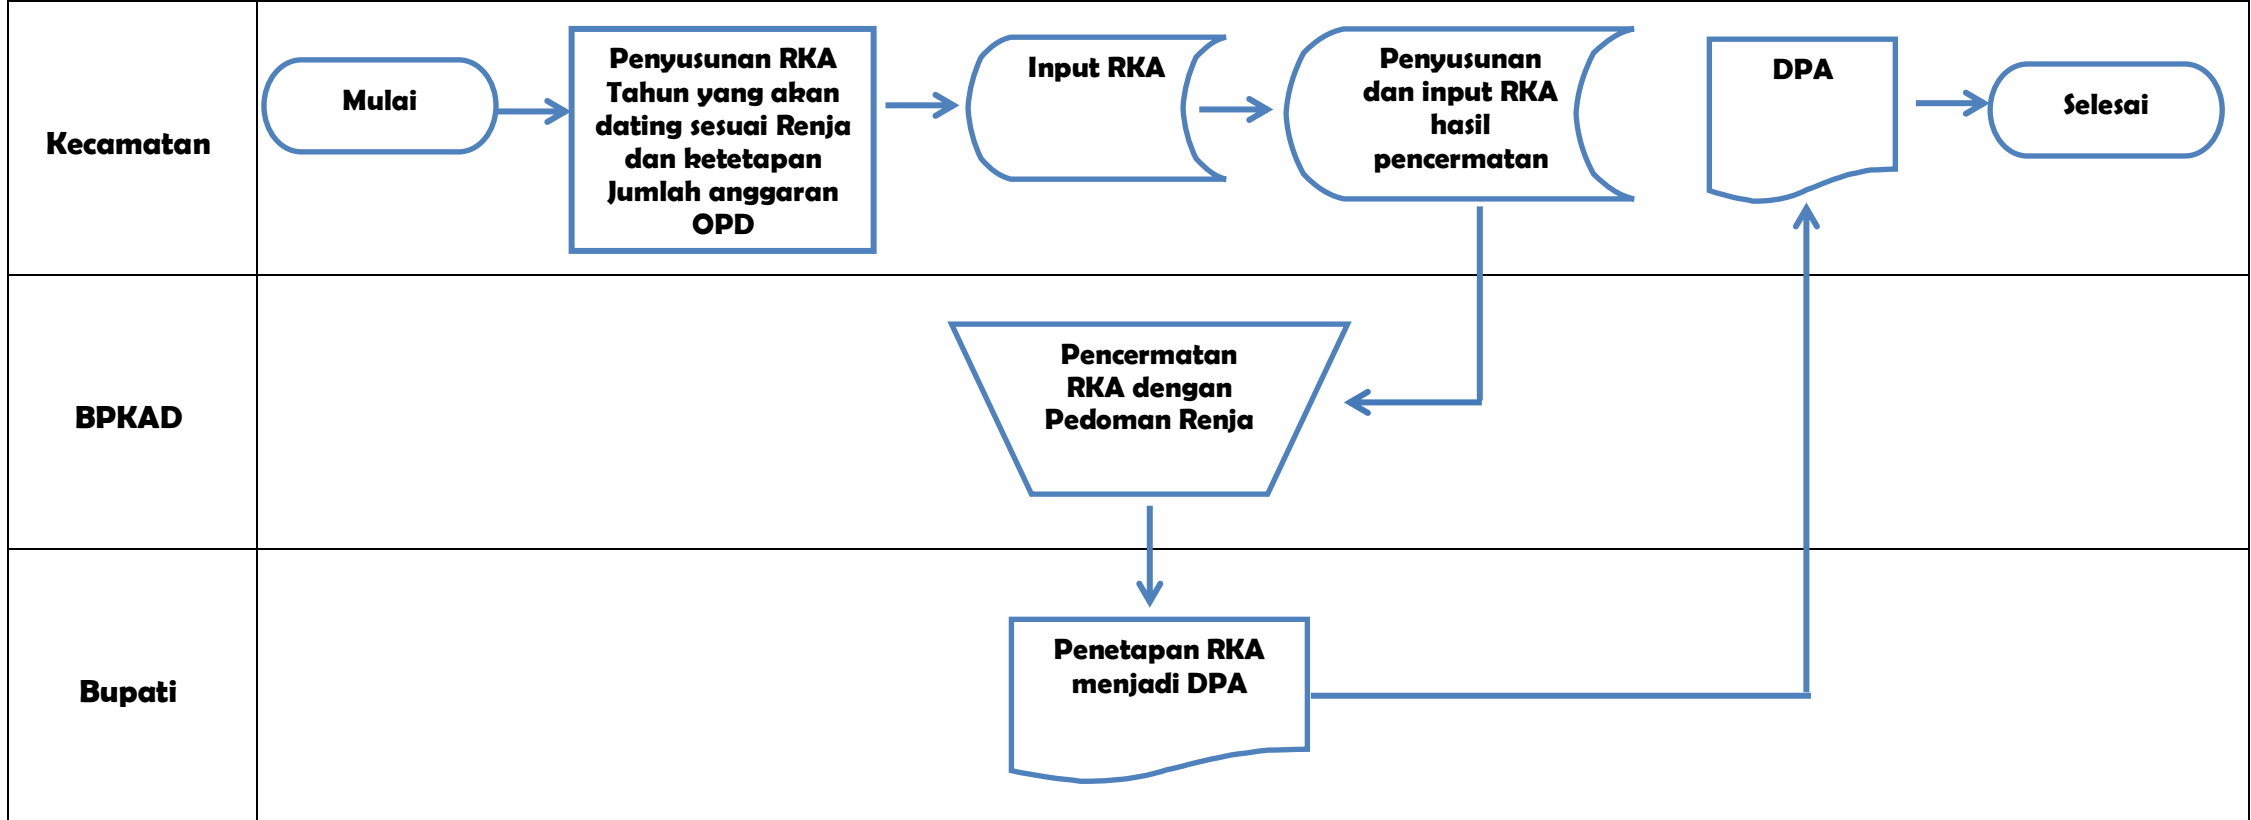 Kecamatan
Mulai
Penyusunan RKA
Tahun yang akan
dating sesuai Renja
dan ketetapan
Jumlah anggaran
OPD
Input RKA
Penyusunan
dan input RKA
hasil
pencermatan
DPA
Selesai
BPKAD
Pencermatan
RKA dengan
Pedoman Renja
Bupati
Penetapan RKA
menjadi DPA